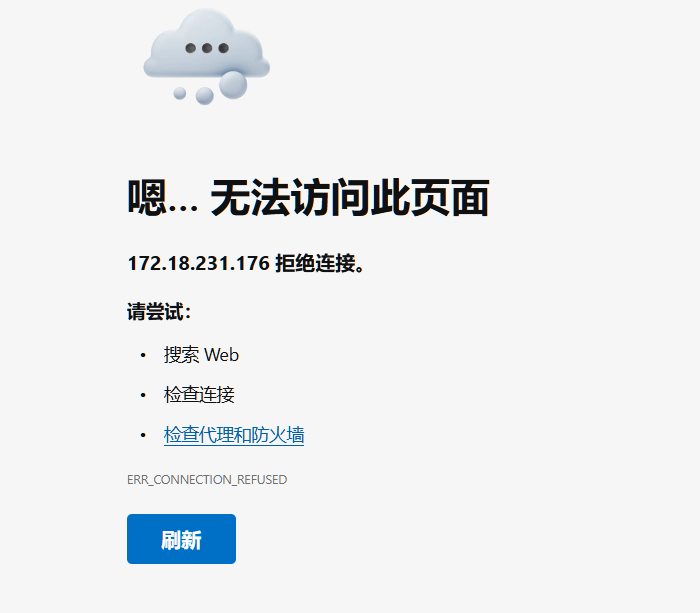 嗯… 无法访问此页面
172.18.231.176 拒绝连接。
请尝试：
• 搜索 Web
• 检查连接
• 检查代理和防火墙
ERR_CONNECTION_REFUSED
刷新